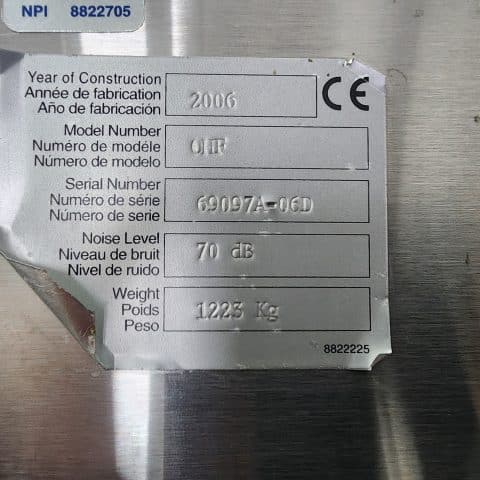 NPI 8822705
Year of Construction
Année de fabrication
Año de fabricación
2006
CE
Model Number
Numéro de modéle
Número de modelo
OHF
Serial Number
Numéro de série
Número de serie
69097A-06D
Noise Level
Niveau de bruit
Nivel de ruido
70 dB
Weight
Poids
Peso
1223 Kg
8822225